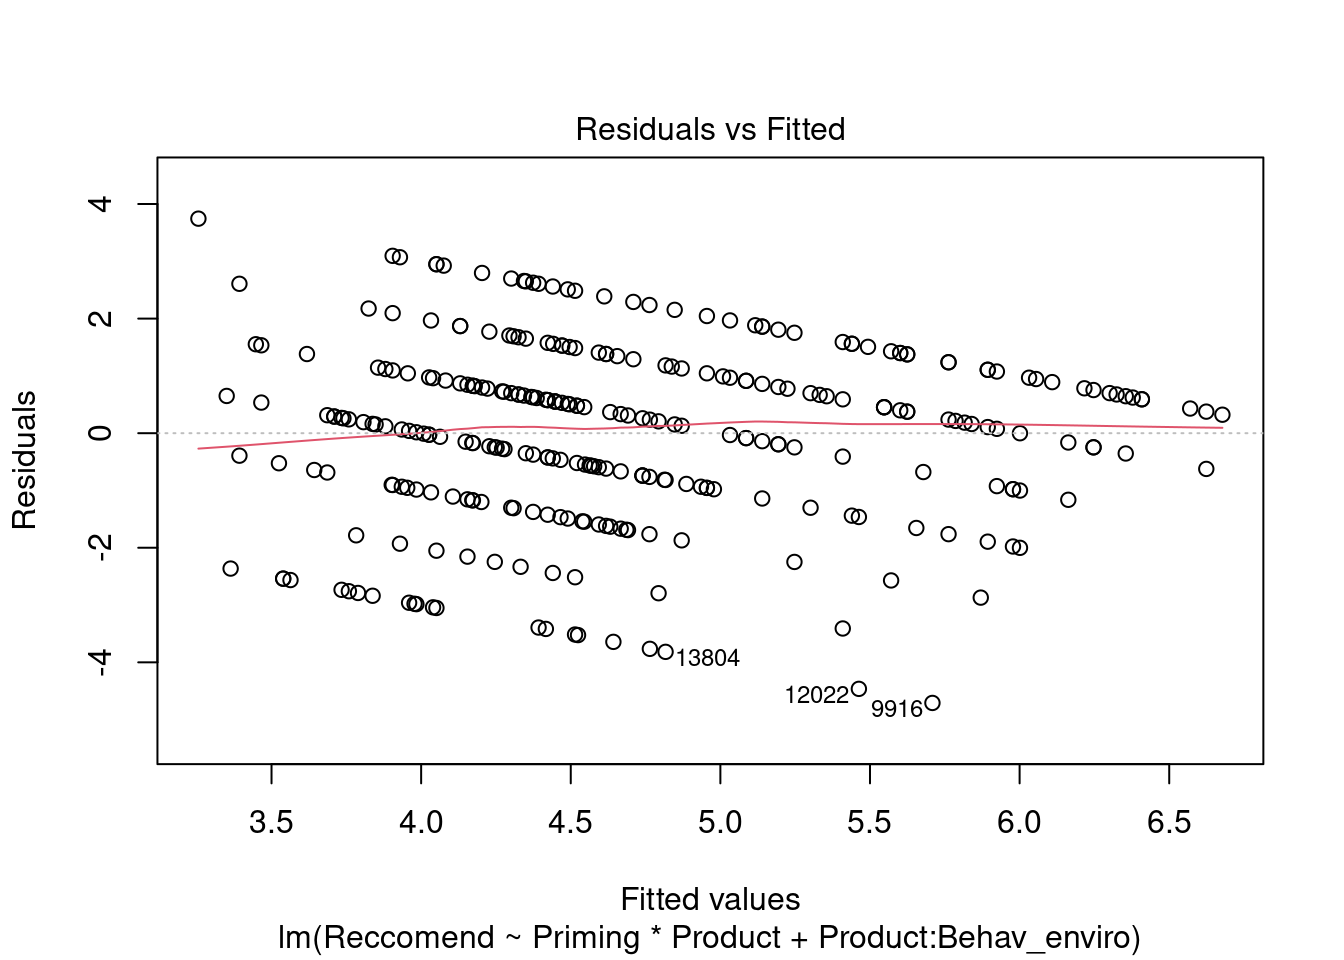 Residuals vs Fitted
4
2
0
-2
-4
Residuals
13804
12022
9916
3.5 4.0 4.5 5.0 5.5 6.0 6.5
Fitted values
lm(Reccomend ~ Priming * Product + Product:Behav_enviro)